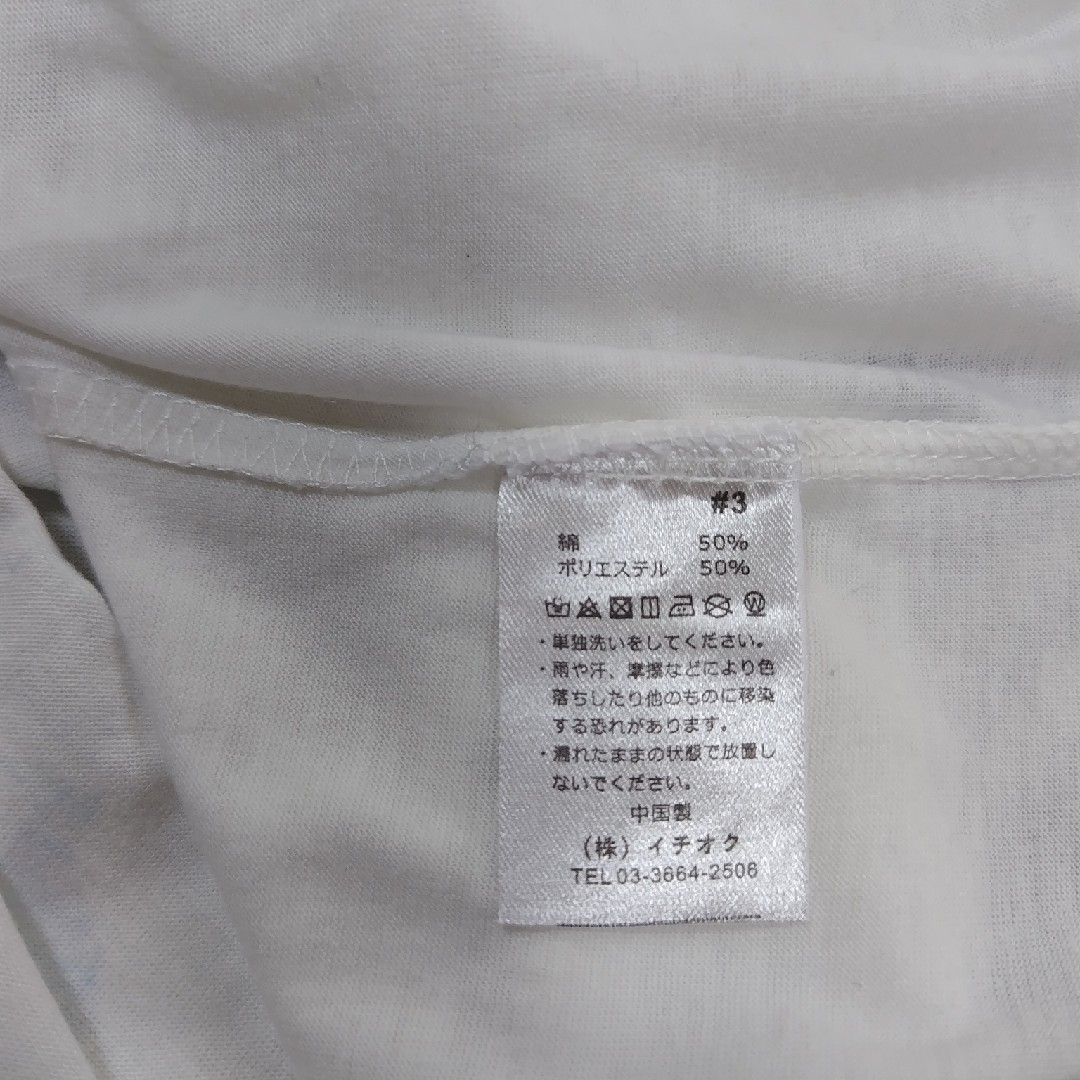 #3
綿 50%
ポリエステル 50%
・単独洗いをしてください。
・雨や汗、摩擦などにより色
落ちしたり他のものに移染
する恐れがあります。
・濡れたままの状態で放置し
ないでください。
中国製
(株)イチオク
TEL 03-3664-2506